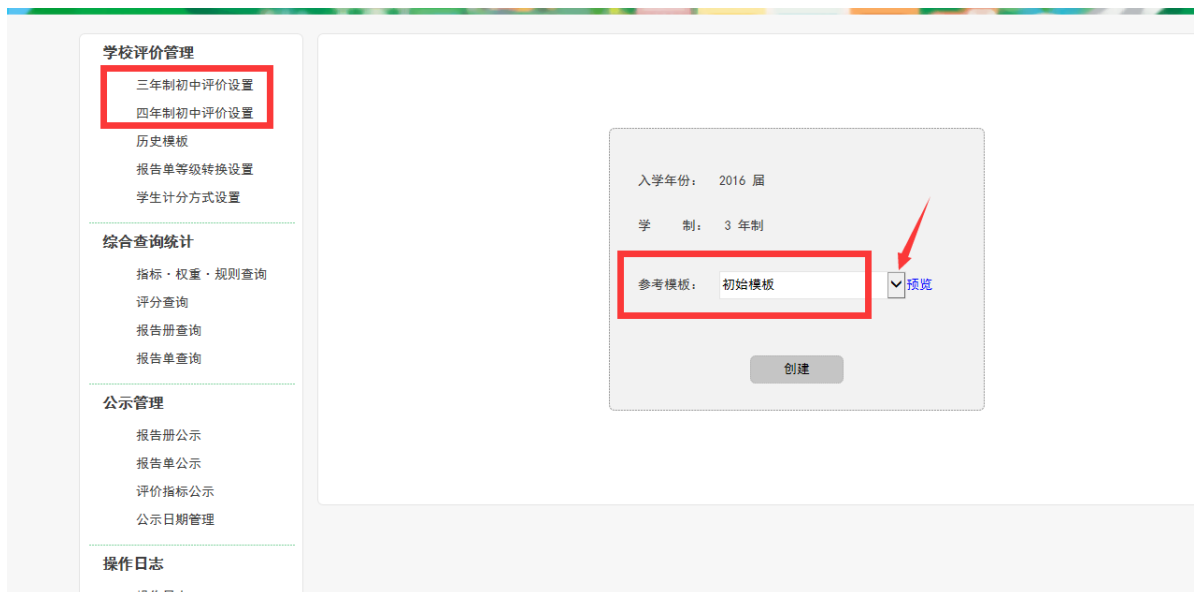 学校评价管理
三年制初中评价设置
四年制初中评价设置
历史模板
报告单等级转换设置
学生计分方式设置
综合查询统计
指标·权重·规则查询
评分查询
报告册查询
报告单查询
公示管理
报告册公示
报告单公示
评价指标公示
公示日期管理
操作日志
入学年份： 2016 届
学 制： 3 年制
参考模板： 初始模板 预览
创建